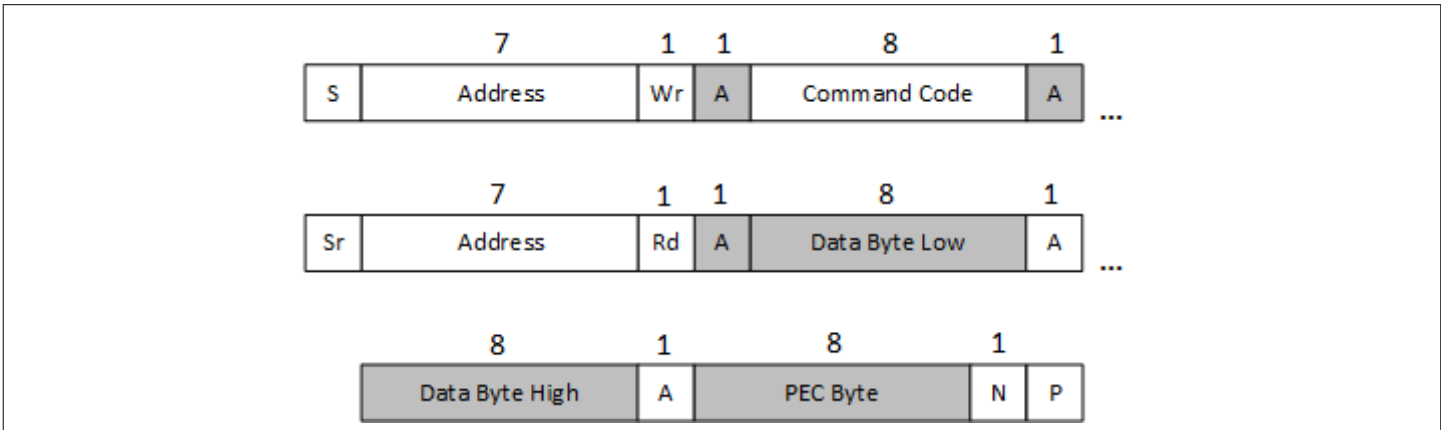 7 1 1 8 1
S Address Wr A Command Code A ...
7 1 1 8 1
Sr Address Rd A Data Byte Low A ...
8 1 8 1
Data Byte High A PEC Byte N P